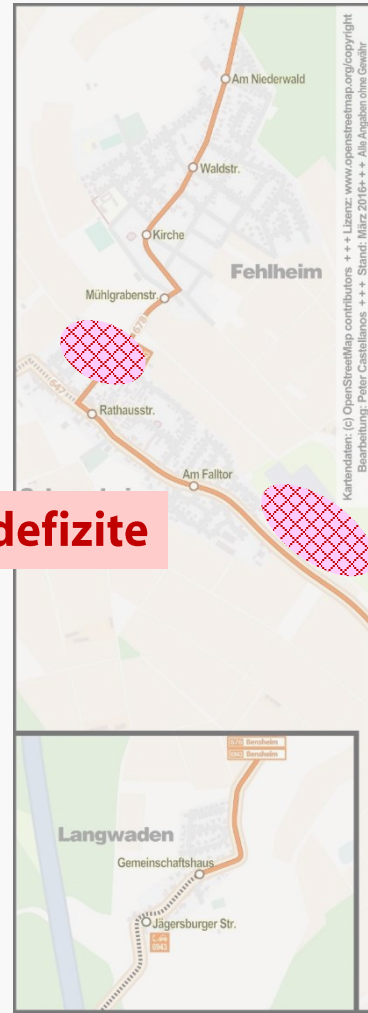 Am Niederwald
Waldstr.
Kirche
Fehlheim
Mühlgrabenstr.
Rathausstr.
Am Falltor
defizite
Bensheim
Bensheim
Langwaden
Gemeinschaftshaus
Jägersburger Str.
Kartendaten: (c) OpenStreetMap contributors +++ Lizenz: www.openstreetmap.org/copyright
Bearbeitung: Peter Castellanos +++ Stand: März 2016+++ Alle Angaben ohne Gewähr